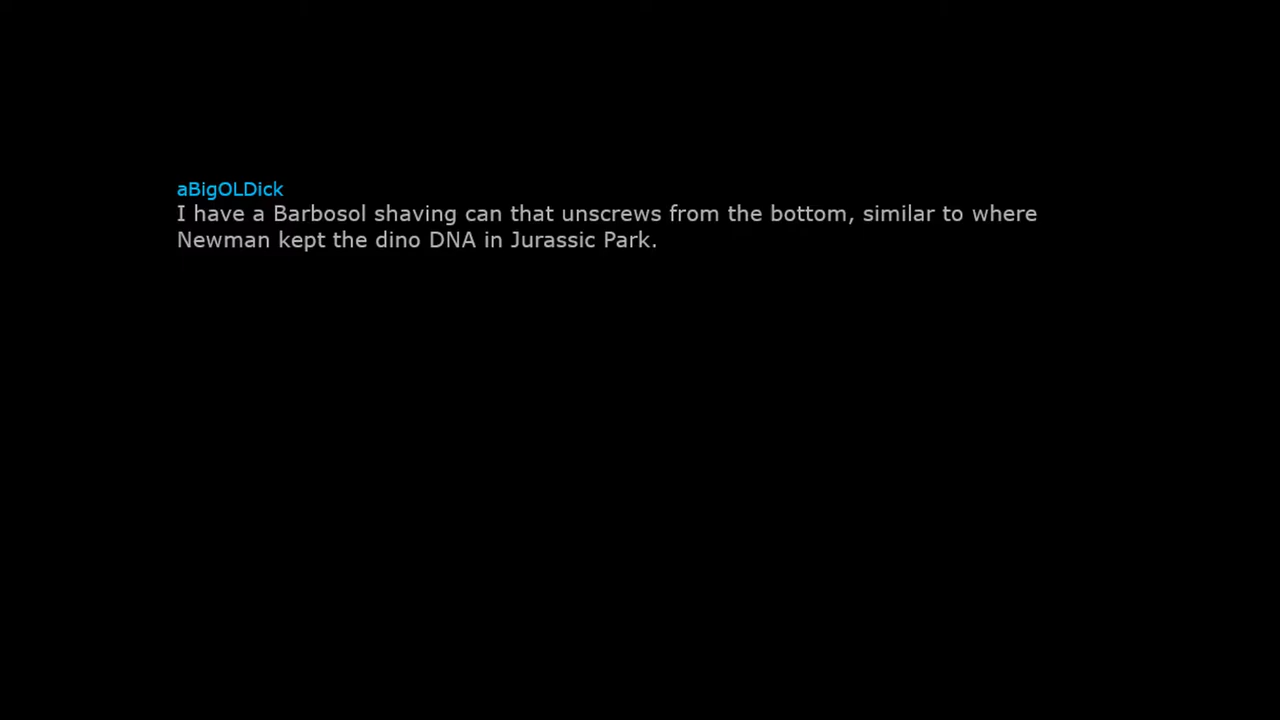 aBigOLDick
I have a Barbosol shaving can that unscrews from the bottom, similar to where
Newman kept the dino DNA in Jurassic Park.